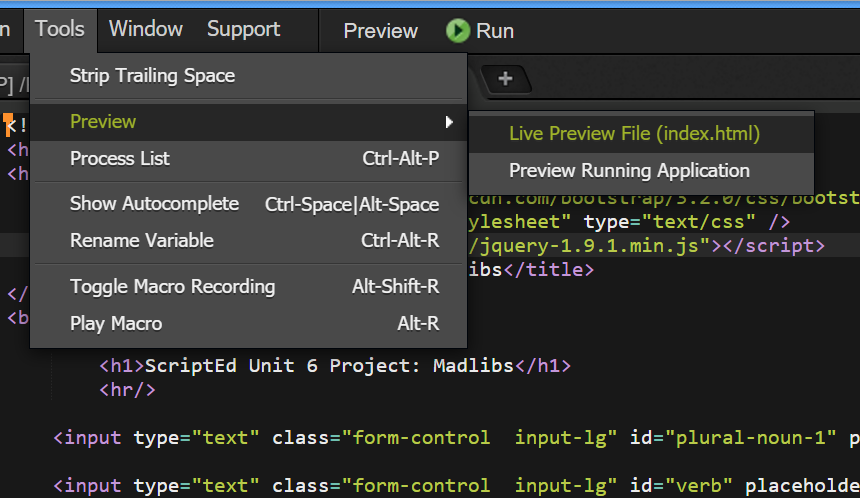 n Tools Window Support Preview Run
P] /
Strip Trailing Space
Preview
Live Preview File (index.html)
Process List Ctrl-Alt-P
Preview Running Application
<!
<h
<h
Show Autocomplete Ctrl-Space|Alt-Space
cdn.com/bootstrap/3.2.0/css/bootst
ylesheet" type="text/css" />
Rename Variable Ctrl-Alt-R
/jquery-1.9.1.min.js"></script>
ibs</title>
Toggle Macro Recording Alt-Shift-R
</
<b
Play Macro Alt-R
<h1>ScriptEd Unit 6 Project: Madlibs</h1>
<hr/>
<input type="text" class="form-control  input-lg" id="plural-noun-1" p
<input type="text" class="form-control  input-lg" id="verb" placeholde